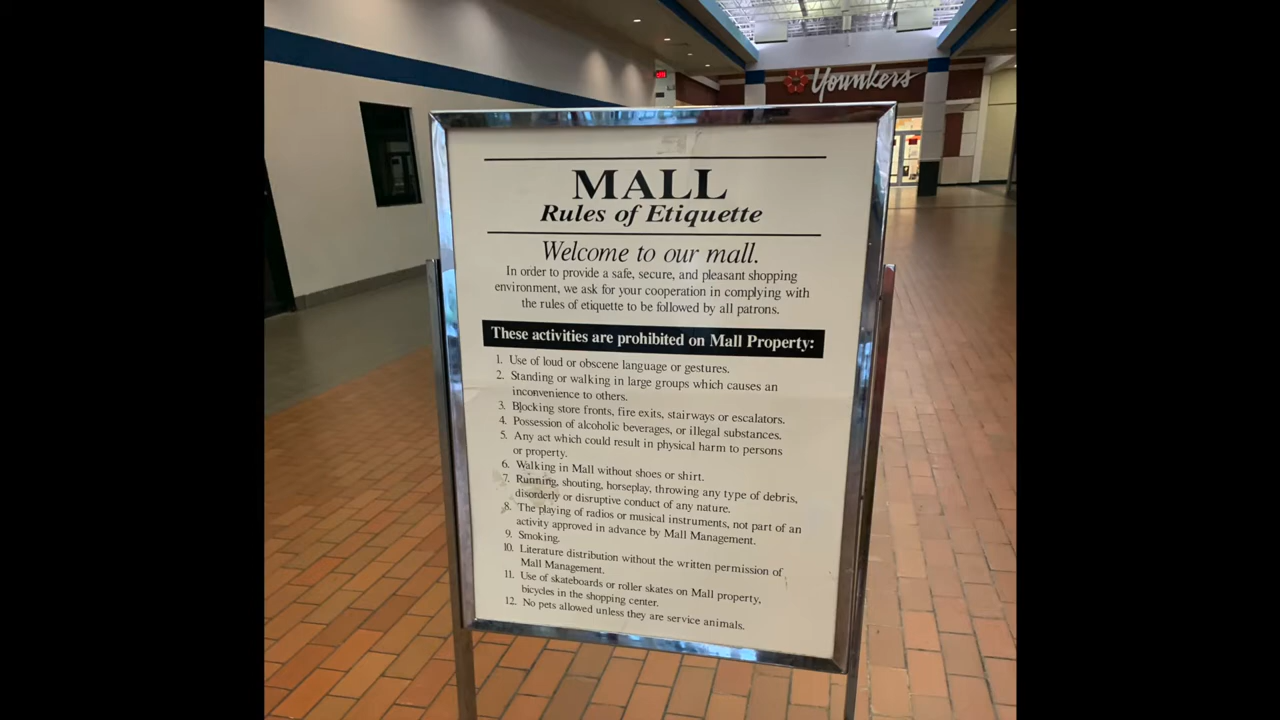 Younkers
MALL
Rules of Etiquette
Welcome to our mall.
In order to provide a safe, secure, and pleasant shopping
environment, we ask for your cooperation in complying with
the rules of etiquette to be followed by all patrons.
These activities are prohibited on Mall Property:
1. Use of loud or obscene language or gestures.
2. Standing or walking in large groups which causes an
inconvenience to others.
3. Blocking store fronts, fire exits, stairways or escalators.
4. Possession of alcoholic beverages, or illegal substances.
5. Any act which could result in physical harm to persons
or property.
6. Walking in Mall without shoes or shirt.
7. Running, shouting, horseplay, throwing any type of debris,
disorderly or disruptive conduct of any nature.
8. The playing of radios or musical instruments, not part of an
activity approved in advance by Mall Management.
9. Smoking.
10. Literature distribution without the written permission of
Mall Management.
11. Use of skateboards or roller skates on Mall property,
bicycles in the shopping center.
12. No pets allowed unless they are service animals.